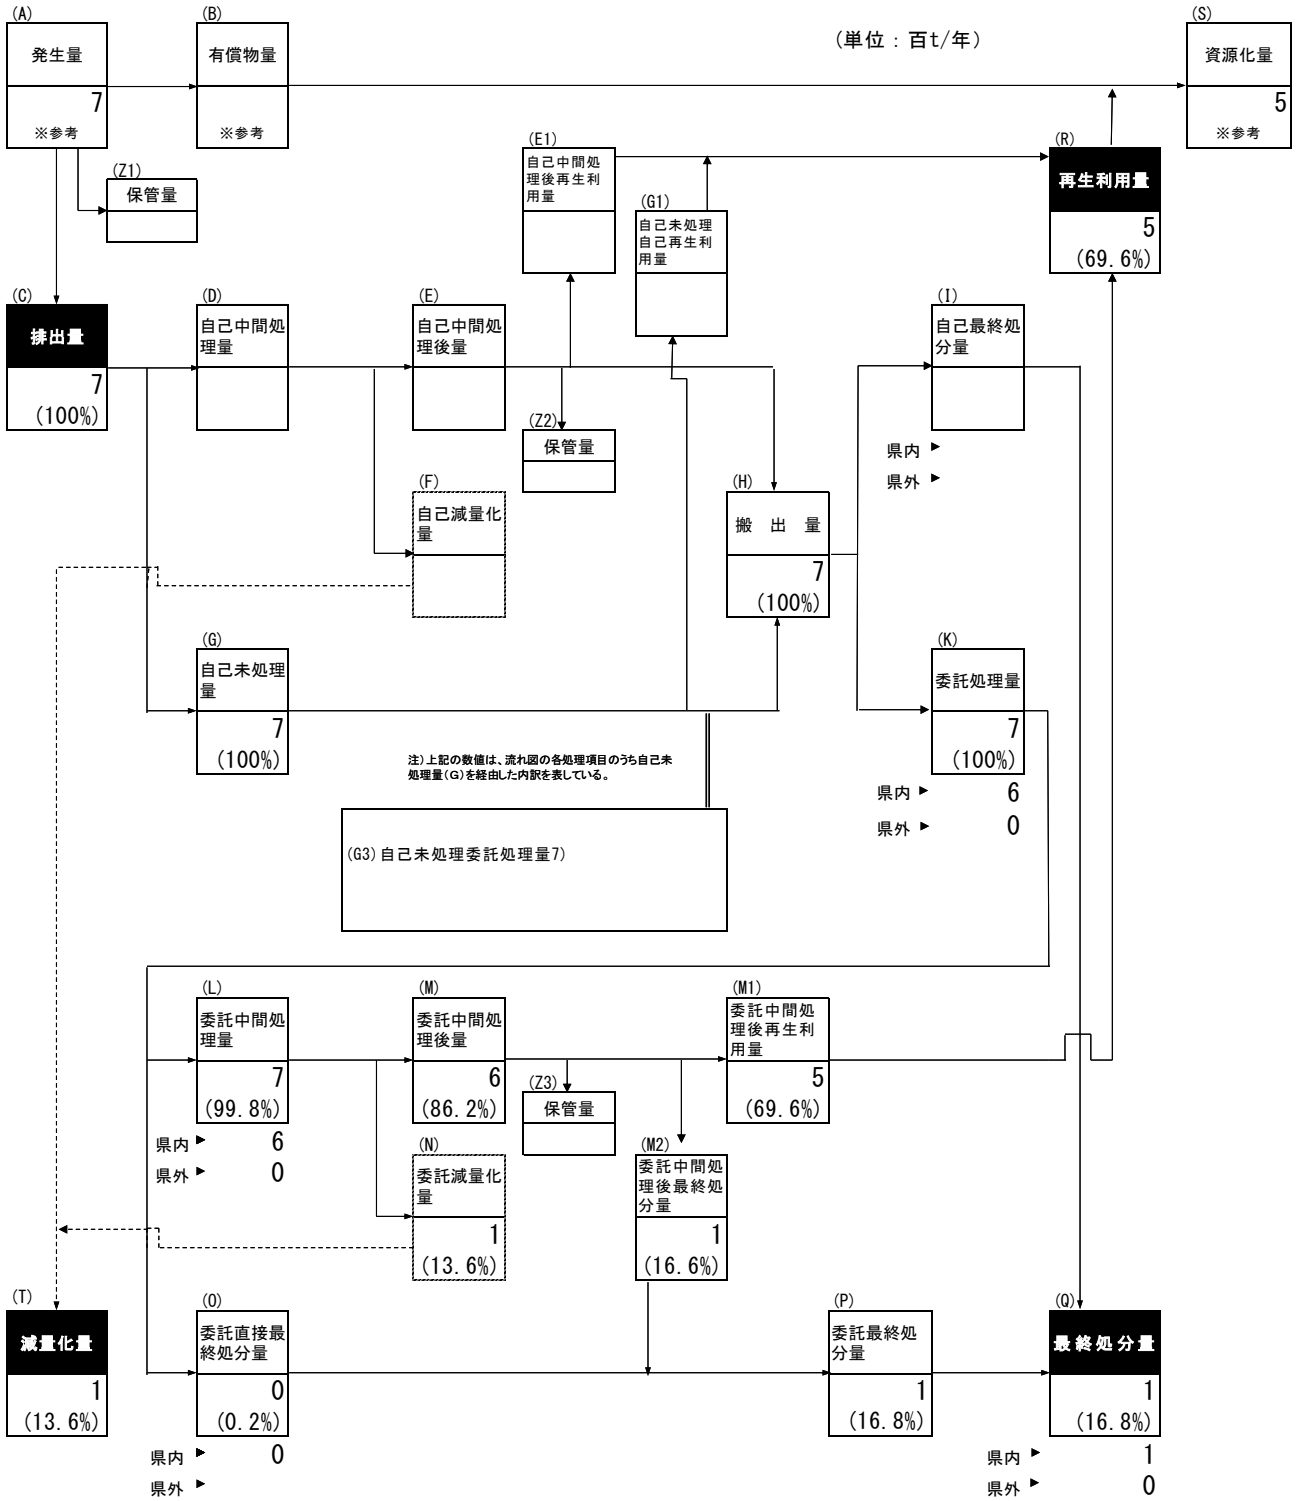 (A)
発生量
7
※参考
(B)
有償物量
※参考
(単位：百t/年)
(S)
資源化量
5
※参考
(Z1)
保管量
(E1)
自己中間処
理後再生利
用量
(G1)
自己未処理
自己再生利
用量
(R)
再生利用量
5
(69.6%)
(C)
排出量
7
(100%)
(D)
自己中間処
理量
(E)
自己中間処
理後量
(Z2)
保管量
(F)
自己減量化
量
(I)
自己最終処
分量
県内
県外
(H)
搬 出 量
7
(100%)
(G)
自己未処理
量
7
(100%)
(K)
委託処理量
7
(100%)
県内 6
県外 0
注)上記の数値は、流れ図の各処理項目のうち自己未
処理量(G)を経由した内訳を表している。
(G3)自己未処理委託処理量7)
(L)
委託中間処
理量
7
(99.8%)
県内 6
県外 0
(M)
委託中間処
理後量
6
(86.2%)
(Z3)
保管量
(M1)
委託中間処
理後再生利
用量
5
(69.6%)
(N)
委託減量化
量
1
(13.6%)
(M2)
委託中間処
理後最終処
分量
1
(16.6%)
(T)
減量化量
1
(13.6%)
(O)
委託直接最
終処分量
0
(0.2%)
県内 0
県外
(P)
委託最終処
分量
1
(16.8%)
(Q)
最終処分量
1
(16.8%)
県内 1
県外 0